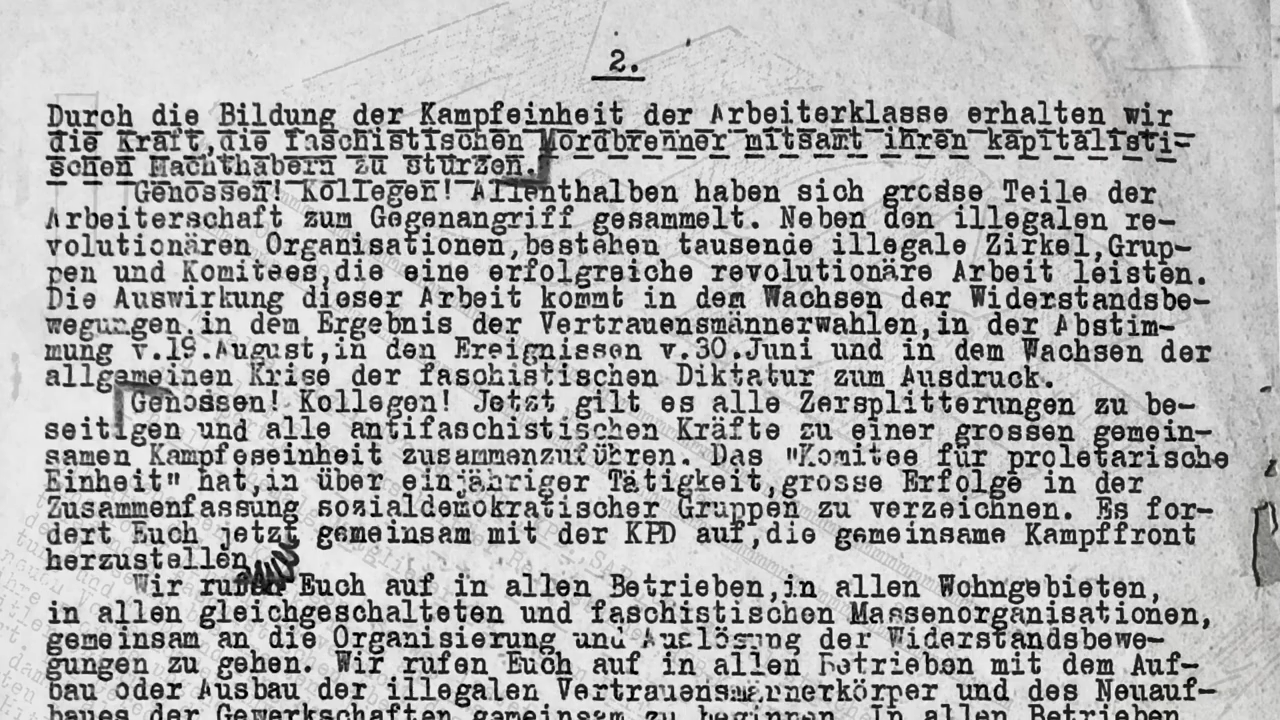 2.
Durch die Bildung der Kampfeinheit der Arbeiterklasse erhalten wir
die Kraft,die faschistischen Mordbrenner mitsamt ihren kapitalisti-
schen Machthabern zu stürzen.
Genossen! Kollegen! Allenthalben haben sich grosse Teile der
Arbeiterschaft zum Gegenangriff gesammelt. Neben den illegalen re-
volutionären Organisationen,bestehen tausende illegale Zirkel,Grup-
pen und Komitees,die eine erfolgreiche revolutionäre Arbeit leisten.
Die Auswirkung dieser Arbeit kommt in dem Wachsen der Widerstandsbe-
wegungen,in dem Ergebnis der Vertrauensmännerwahlen,in der Abstim-
mung v.19.August,in den Ereignissen v.30.Juni und in dem Wachsen der
allgemeinen Krise der faschistischen Diktatur zum Ausdruck.
Genossen! Kollegen! Jetzt gilt es alle Zersplitterungen zu be-
seitigen und alle antifaschistischen Kräfte zu einer grossen gemein-
samen Kampfeseinheit zusammenzuführen. Das "Komitee für proletarische
Einheit" hat,in über einjähriger Tätigkeit,grosse Erfolge in der
Zusammenfassung sozialdemokratischer Gruppen zu verzeichnen. Es for-
dert Euch jetzt gemeinsam mit der KPD auf,die gemeinsame Kampffront
herzustellen
Wir rufen Euch auf in allen Betrieben,in allen Wohngebieten,
in allen gleichgeschalteten und faschistischen Massenorganisationen,
gemeinsam an die Organisierung und Auslösung der Widerstandsbewe-
gungen zu gehen. Wir rufen Euch auf in allen Betrieben mit dem Auf-
bau oder Ausbau der illegalen Vertrauensmännerkörper und des Neuauf-
baues der Gewerkschaften gemeinsam zu beginnen. In allen Betrieben